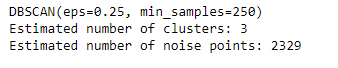 DBSCAN(eps=0.25, min_samples=250)
Estimated number of clusters: 3
Estimated number of noise points: 2329